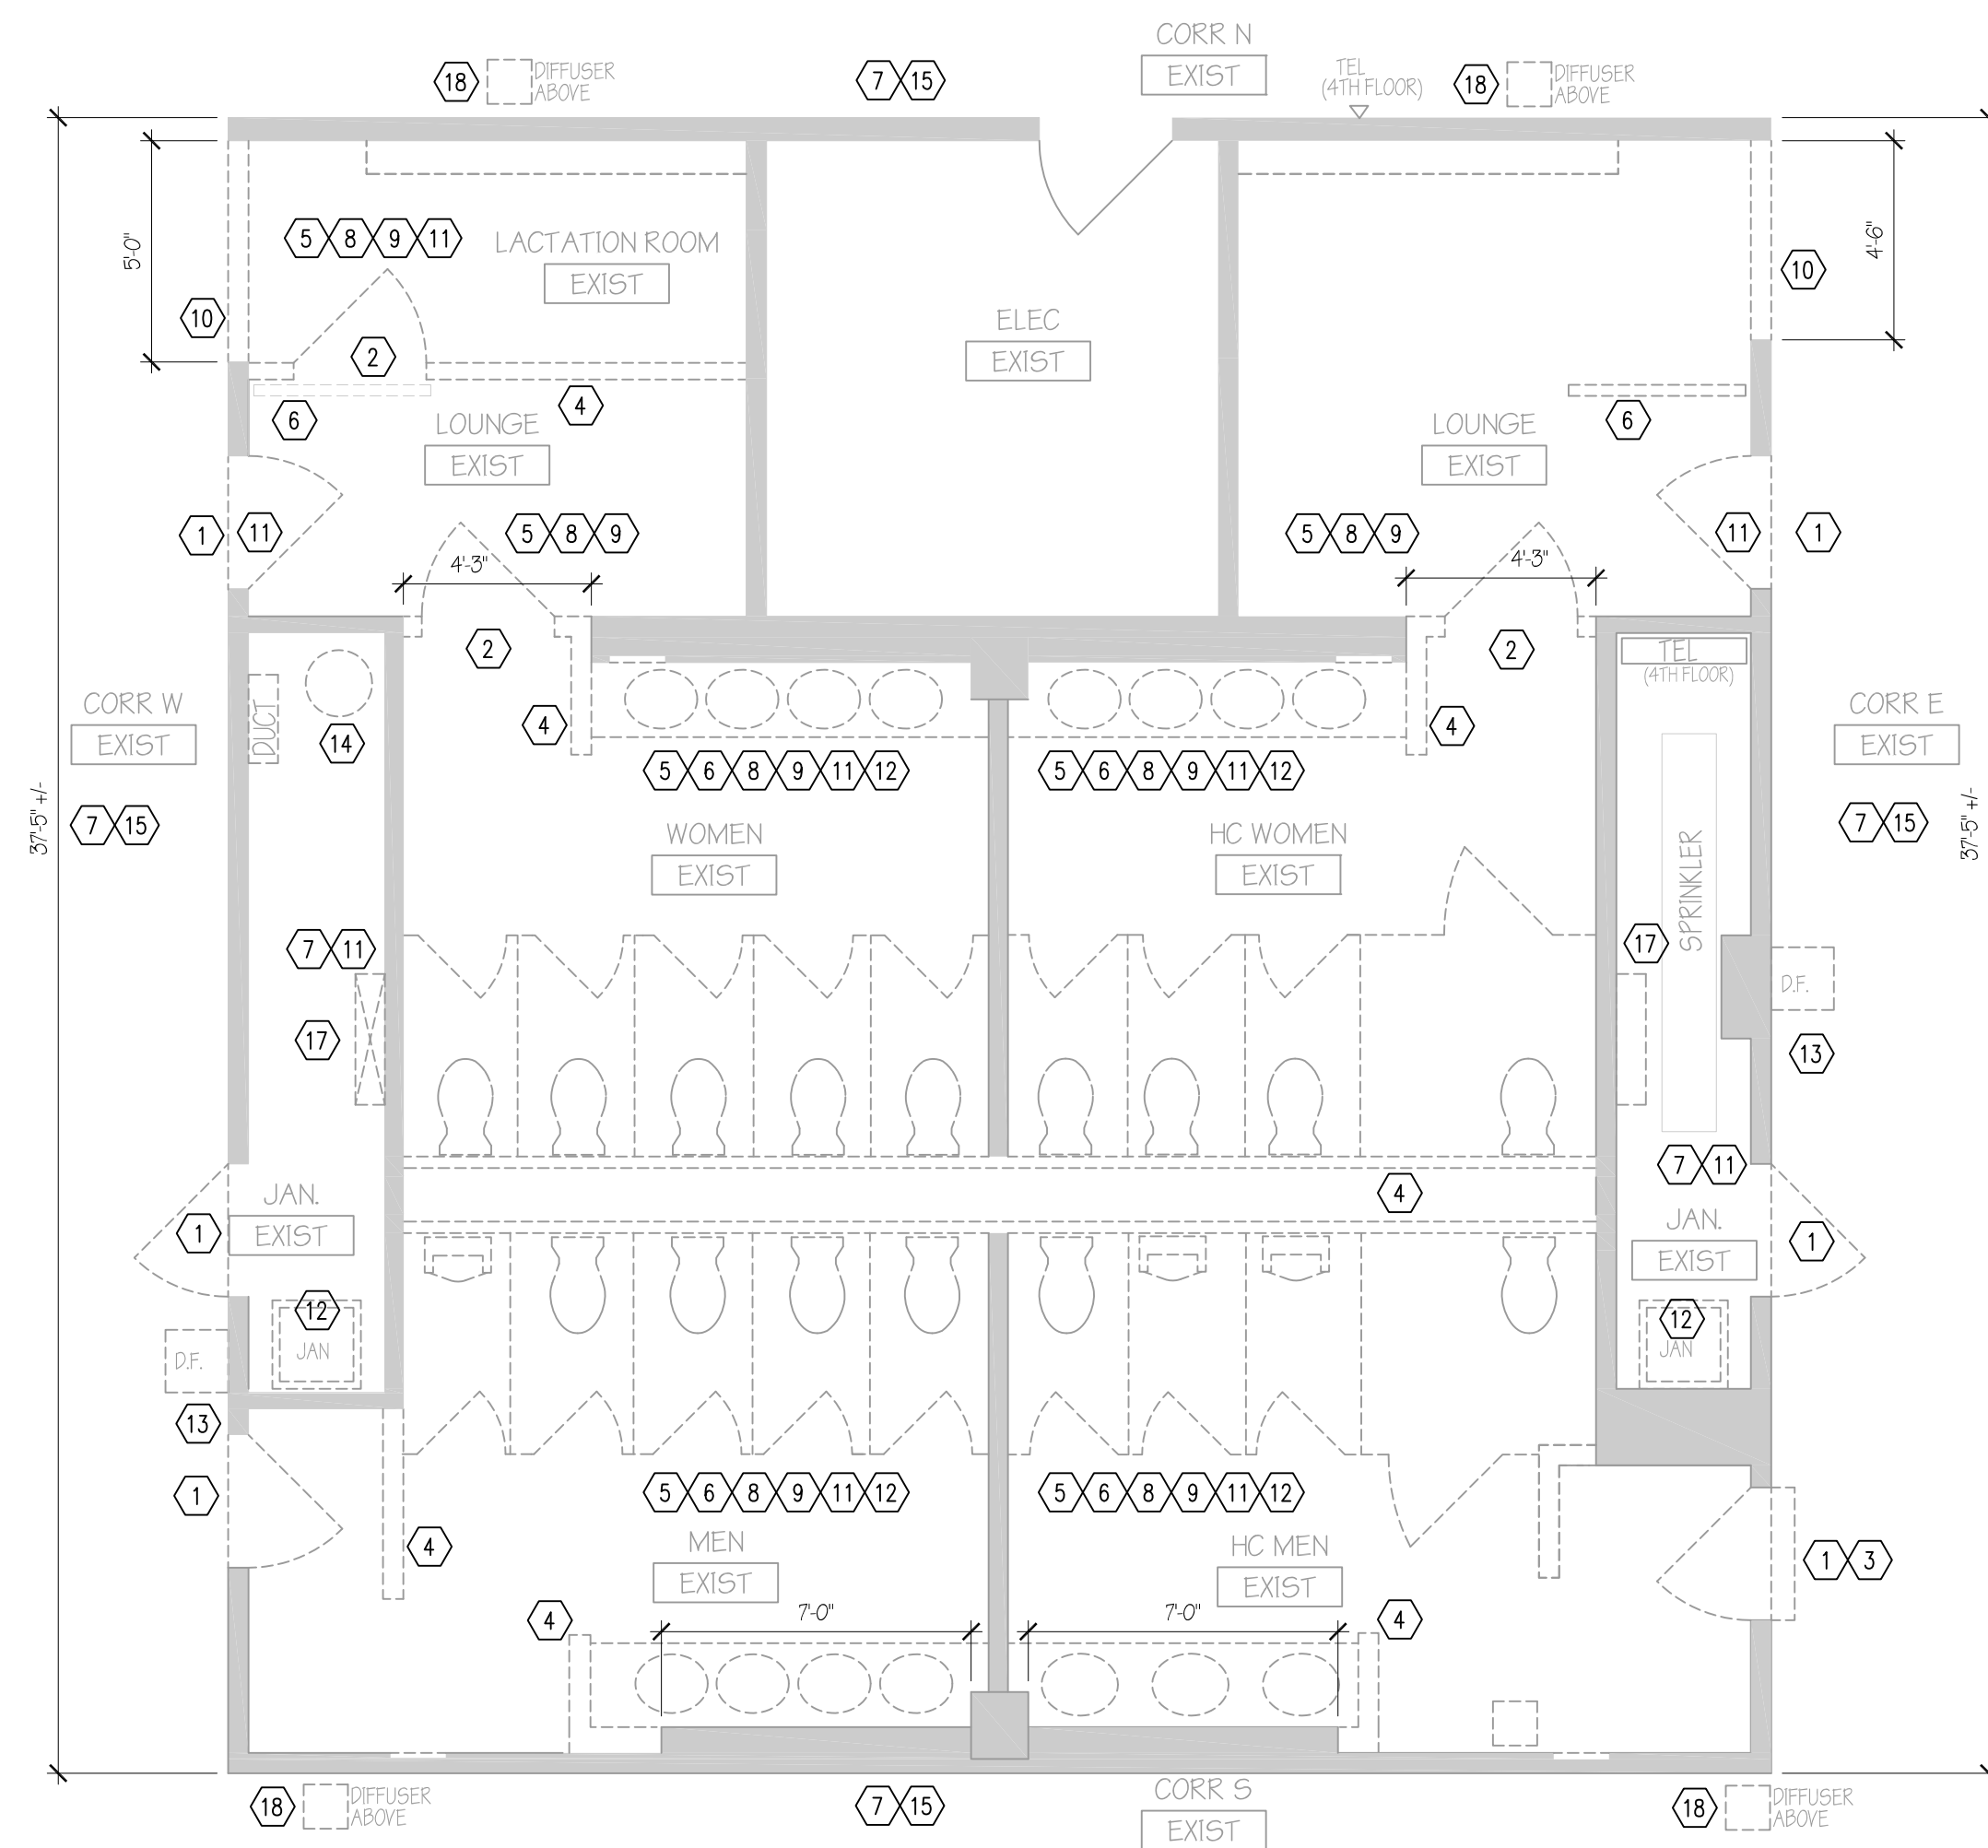 CORR N
EXIST
18 DIFFUSER
ABOVE
7 15
TEL
(4TH FLOOR)
18 DIFFUSER
ABOVE
5 8 9 11
LACTATION ROOM
EXIST
5'-0"
4'-6"
10
10
2
ELEC
EXIST
6
4
LOUNGE
EXIST
LOUNGE
EXIST
6
1
11
5 8 9
5 8 9
11
1
4'-3"
4'-3"
2
2
TEL
(4TH FLOOR)
CORR W
EXIST
DUCT
14
4
4
CORR E
EXIST
5 6 8 9 11 12
5 6 8 9 11 12
37'-5" +/-
7 15
7 15
37'-5" +/-
WOMEN
EXIST
HC WOMEN
EXIST
SPRINKLER
7 11
17
17
D.F.
13
7 11
4
JAN.
EXIST
1
JAN.
EXIST
1
12
JAN
12
JAN
D.F.
13
1
5 6 8 9 11 12
5 6 8 9 11 12
4
MEN
EXIST
HC MEN
EXIST
1 3
4
7'-0"
7'-0"
4
18 DIFFUSER
ABOVE
7 15
CORR S
EXIST
18 DIFFUSER
ABOVE